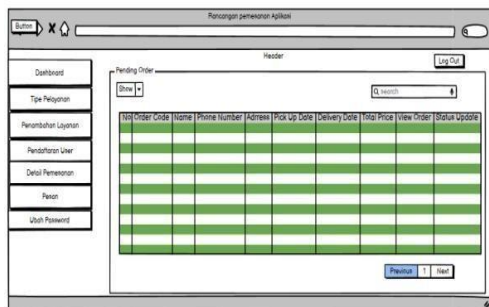 Rancangan pemesanan Aplikasi
Button
Header
Log Out
Dashboard
Tipe Pelayanan
Penambahan Layanan
Pendaftaran User
Detail Pemesanan
Pesan
Ubah Password
Pending Order
Show
search
No Order Code Name Phone Number Adrress Pick Up Date Delivery Date Total Price View Order Status Update
Previous 1 Next